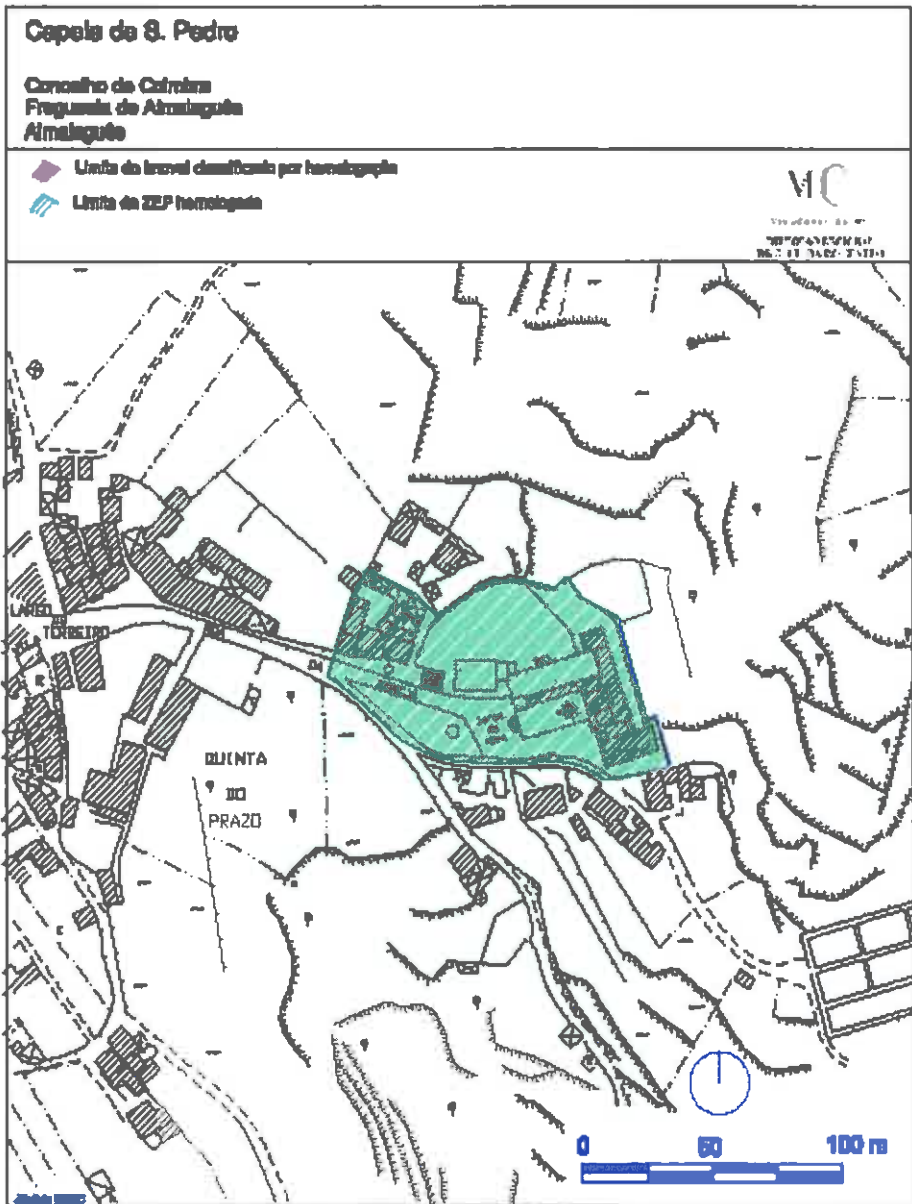 Capela de S. Pedro
Concelho de Coimbra
Freguesia de Almalaguês
Almalaguês
Limite do imóvel classificado por homologação
Limite da ZEP homologada
MC
LARGO
TERREIRO
QUINTA
DO
PRAZO
0 50 100 m